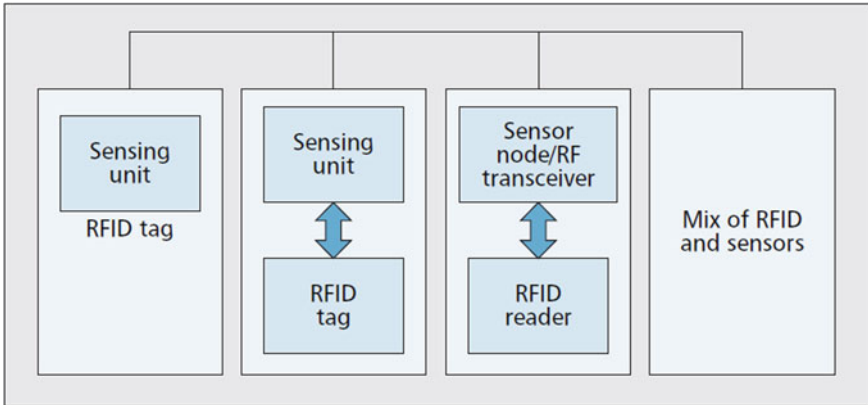 Sensing
unit
RFID tag
Sensing
unit
RFID
tag
Sensor
node/RF
transceiver
RFID
reader
Mix of RFID
and sensors